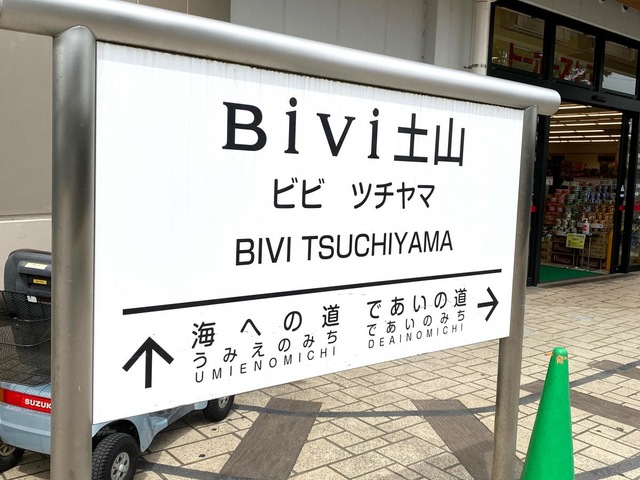 BiVi土山
ビビ ツチヤマ
BIVI TSUCHIYAMA
↑ 海への道 であいの道 →
うみえのみち であいのみち
UMIENOMICHI DEAINOMICHI
SUZUKI